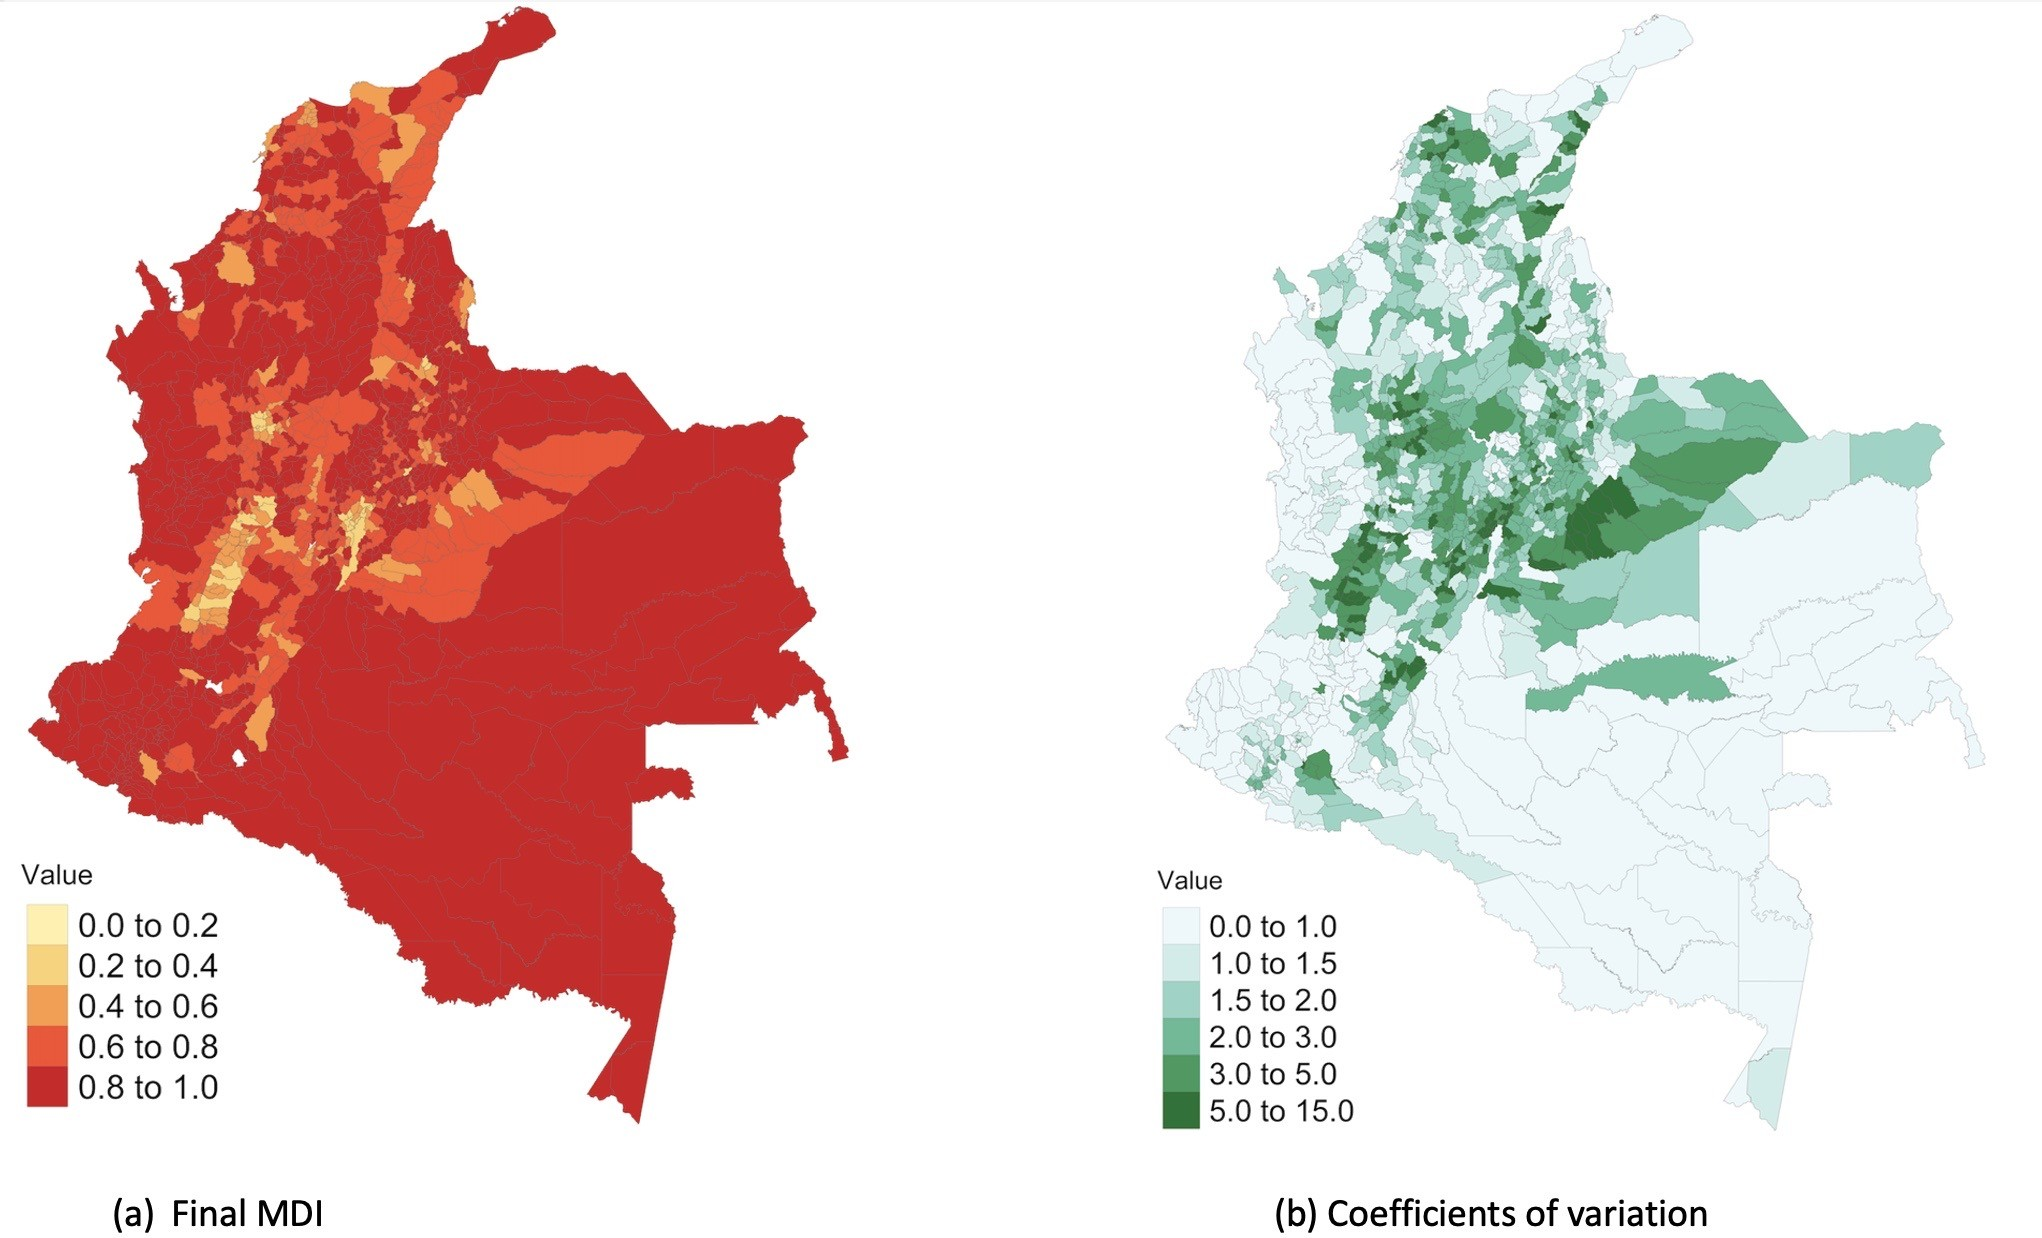 Value
0.0 to 0.2
0.2 to 0.4
0.4 to 0.6
0.6 to 0.8
0.8 to 1.0
(a) Final MDI
Value
0.0 to 1.0
1.0 to 1.5
1.5 to 2.0
2.0 to 3.0
3.0 to 5.0
5.0 to 15.0
(b) Coefficients of variation